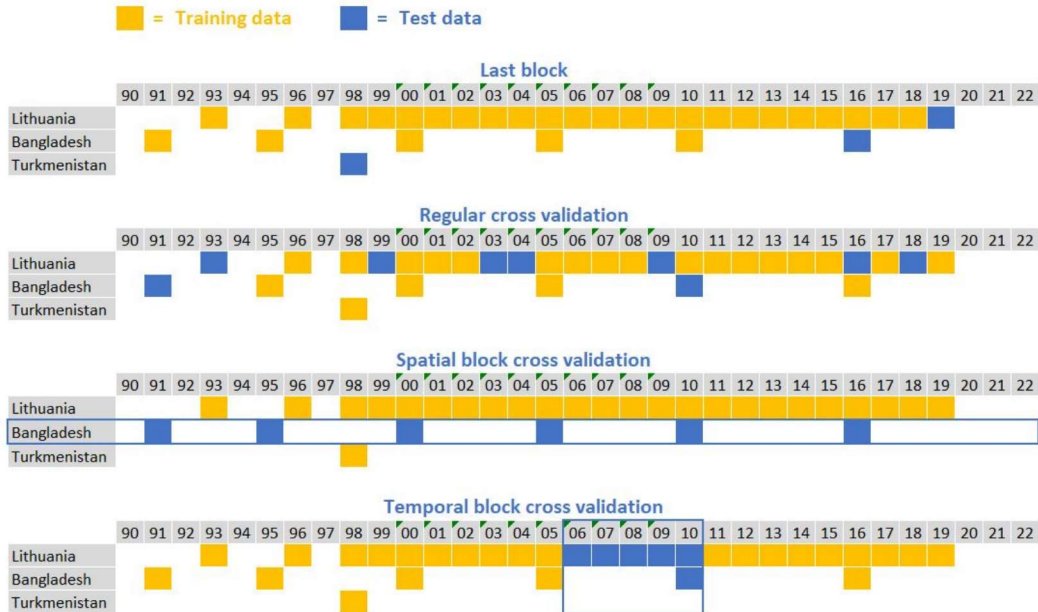 = Training data = Test data
Last block
90 91 92 93 94 95 96 97 98 99 00 01 02 03 04 05 06 07 08 09 10 11 12 13 14 15 16 17 18 19 20 21 22
Lithuania
Bangladesh
Turkmenistan
Regular cross validation
90 91 92 93 94 95 96 97 98 99 00 01 02 03 04 05 06 07 08 09 10 11 12 13 14 15 16 17 18 19 20 21 22
Lithuania
Bangladesh
Turkmenistan
Spatial block cross validation
90 91 92 93 94 95 96 97 98 99 00 01 02 03 04 05 06 07 08 09 10 11 12 13 14 15 16 17 18 19 20 21 22
Lithuania
Bangladesh
Turkmenistan
Temporal block cross validation
90 91 92 93 94 95 96 97 98 99 00 01 02 03 04 05 06 07 08 09 10 11 12 13 14 15 16 17 18 19 20 21 22
Lithuania
Bangladesh
Turkmenistan